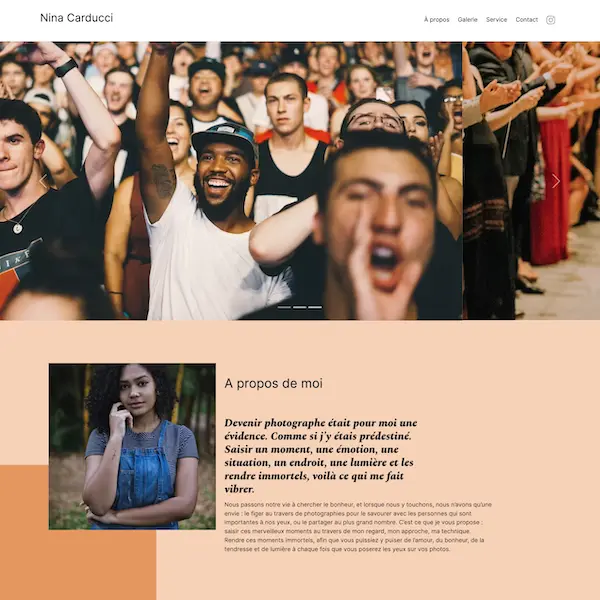 Nina Carducci
À propos Galerie Service Contact
A propos de moi
Devenir photographe était pour moi une
évidence. Comme si j'y étais prédestiné.
Saisir un moment, une émotion, une
situation, un endroit, une lumière et les
rendre immortels, voilà ce qui me fait
vibrer.
Nous passons notre vie à chercher le bonheur, et lorsque nous y touchons, nous n'avons qu'une
envie : le figer au travers de photographies pour le savourer avec les personnes qui sont
importantes à nos yeux, ou le partager au plus grand nombre. C'est ce que je vous propose :
saisir ces merveilleux moments au travers de mon regard, mon approche, ma technique.
Rendre ces moments immortels, afin que vous puissiez y puiser de l'amour, du bonheur, de la
tendresse et de lumière à chaque fois que vous poserez les yeux sur vos photos.